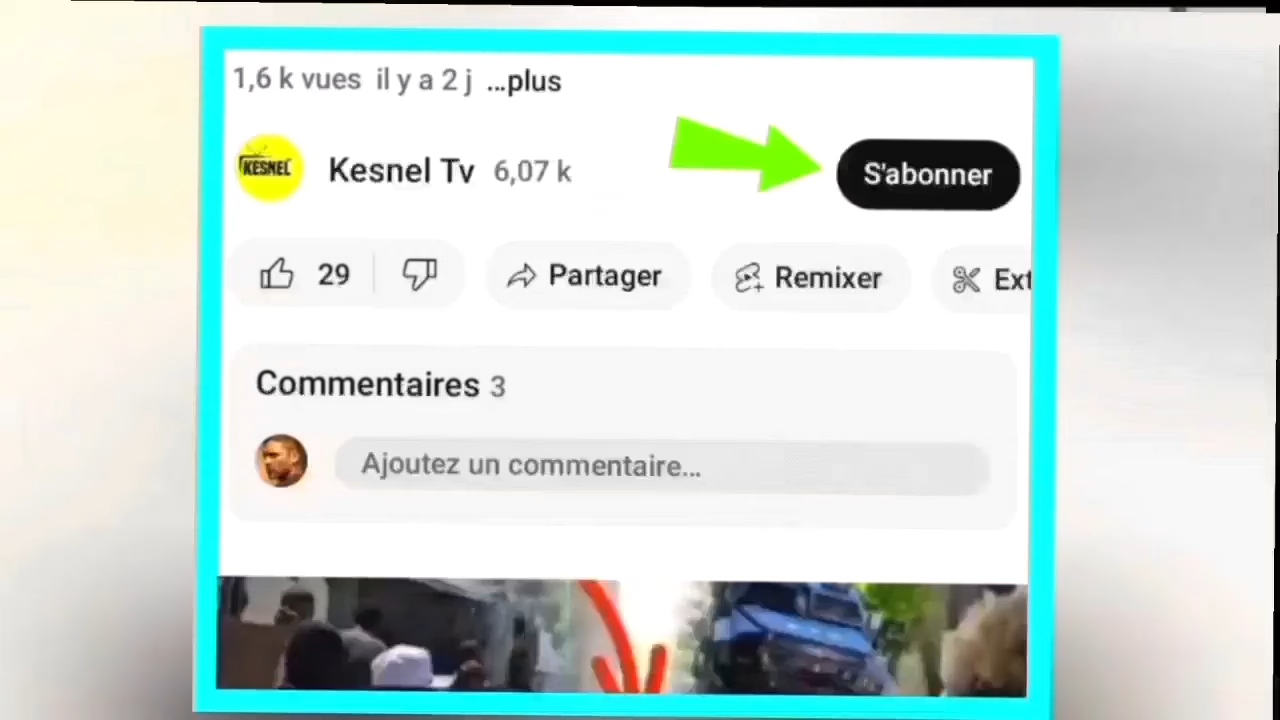 1,6 k vues il y a 2 j ...plus
KESNEL
Kesnel Tv 6,07 k
S'abonner
29
Partager
Remixer
Ext
Commentaires 3
Ajoutez un commentaire...